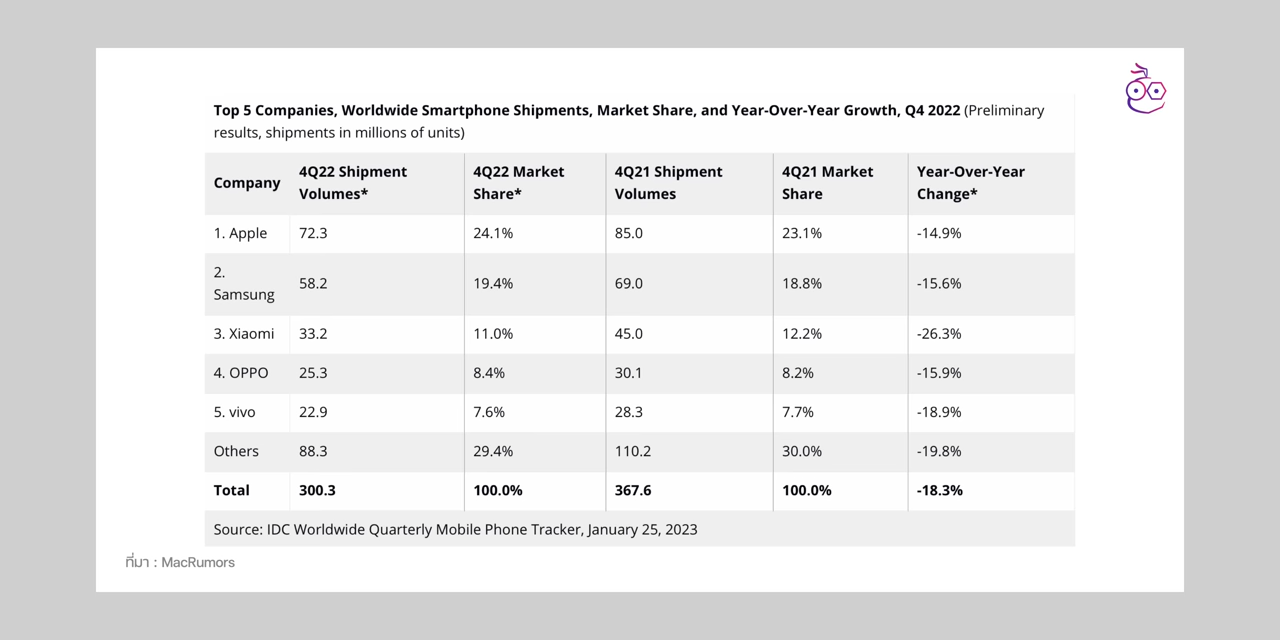 Top 5 Companies, Worldwide Smartphone Shipments, Market Share, and Year-Over-Year Growth, Q4 2022 (Preliminary
results, shipments in millions of units)
Company 4Q22 Shipment Volumes* 4Q22 Market Share* 4Q21 Shipment Volumes 4Q21 Market Share Year-Over-Year Change*
1. Apple 72.3 24.1% 85.0 23.1% -14.9%
2. Samsung 58.2 19.4% 69.0 18.8% -15.6%
3. Xiaomi 33.2 11.0% 45.0 12.2% -26.3%
4. OPPO 25.3 8.4% 30.1 8.2% -15.9%
5. vivo 22.9 7.6% 28.3 7.7% -18.9%
Others 88.3 29.4% 110.2 30.0% -19.8%
Total 300.3 100.0% 367.6 100.0% -18.3%
Source: IDC Worldwide Quarterly Mobile Phone Tracker, January 25, 2023
ที่มา : MacRumors